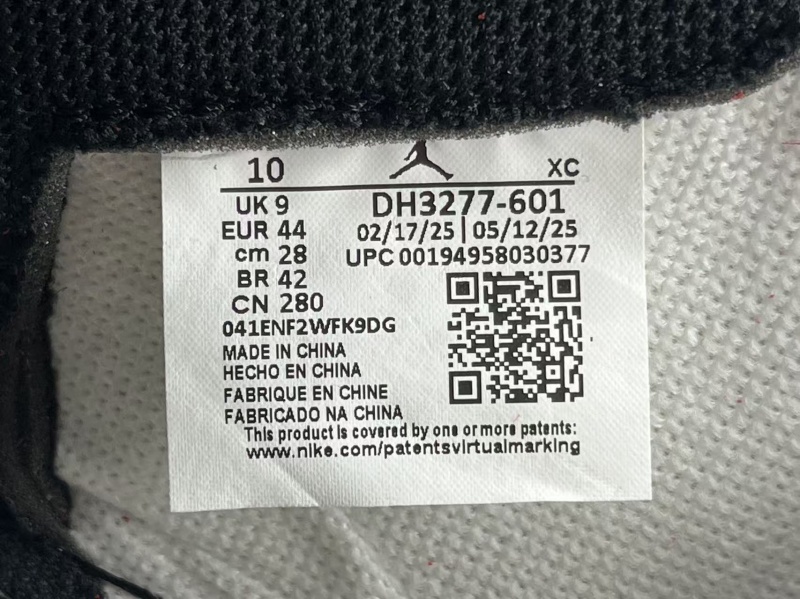 10 XC
UK 9 DH3277-601
EUR 44 02/17/25 | 05/12/25
cm 28 UPC 00194958030377
BR 42
CN 280
041ENF2WFK9DG
MADE IN CHINA
HECHO EN CHINA
FABRIQUE EN CHINE
FABRICADO NA CHINA
This product is covered by one or more patents:
www.nike.com/patentsvirtualmarking